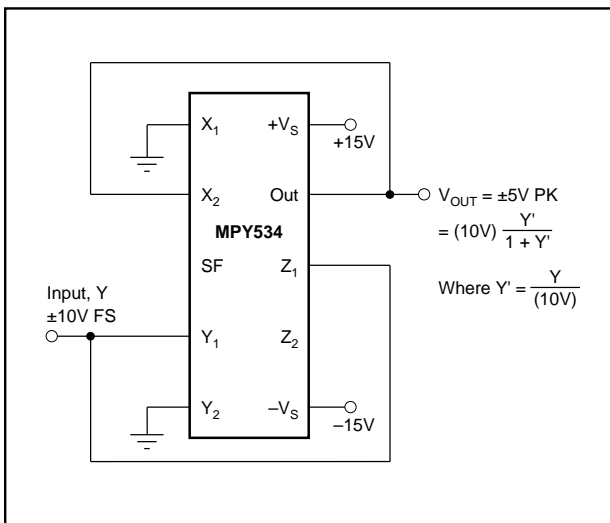 X1
+VS
+15V
X2
Out
VOUT = ±5V PK
MPY534
= (10V) Y' / 1 + Y'
SF
Z1
Where Y' = Y / (10V)
Input, Y
±10V FS
Y1
Z2
Y2
–VS
–15V